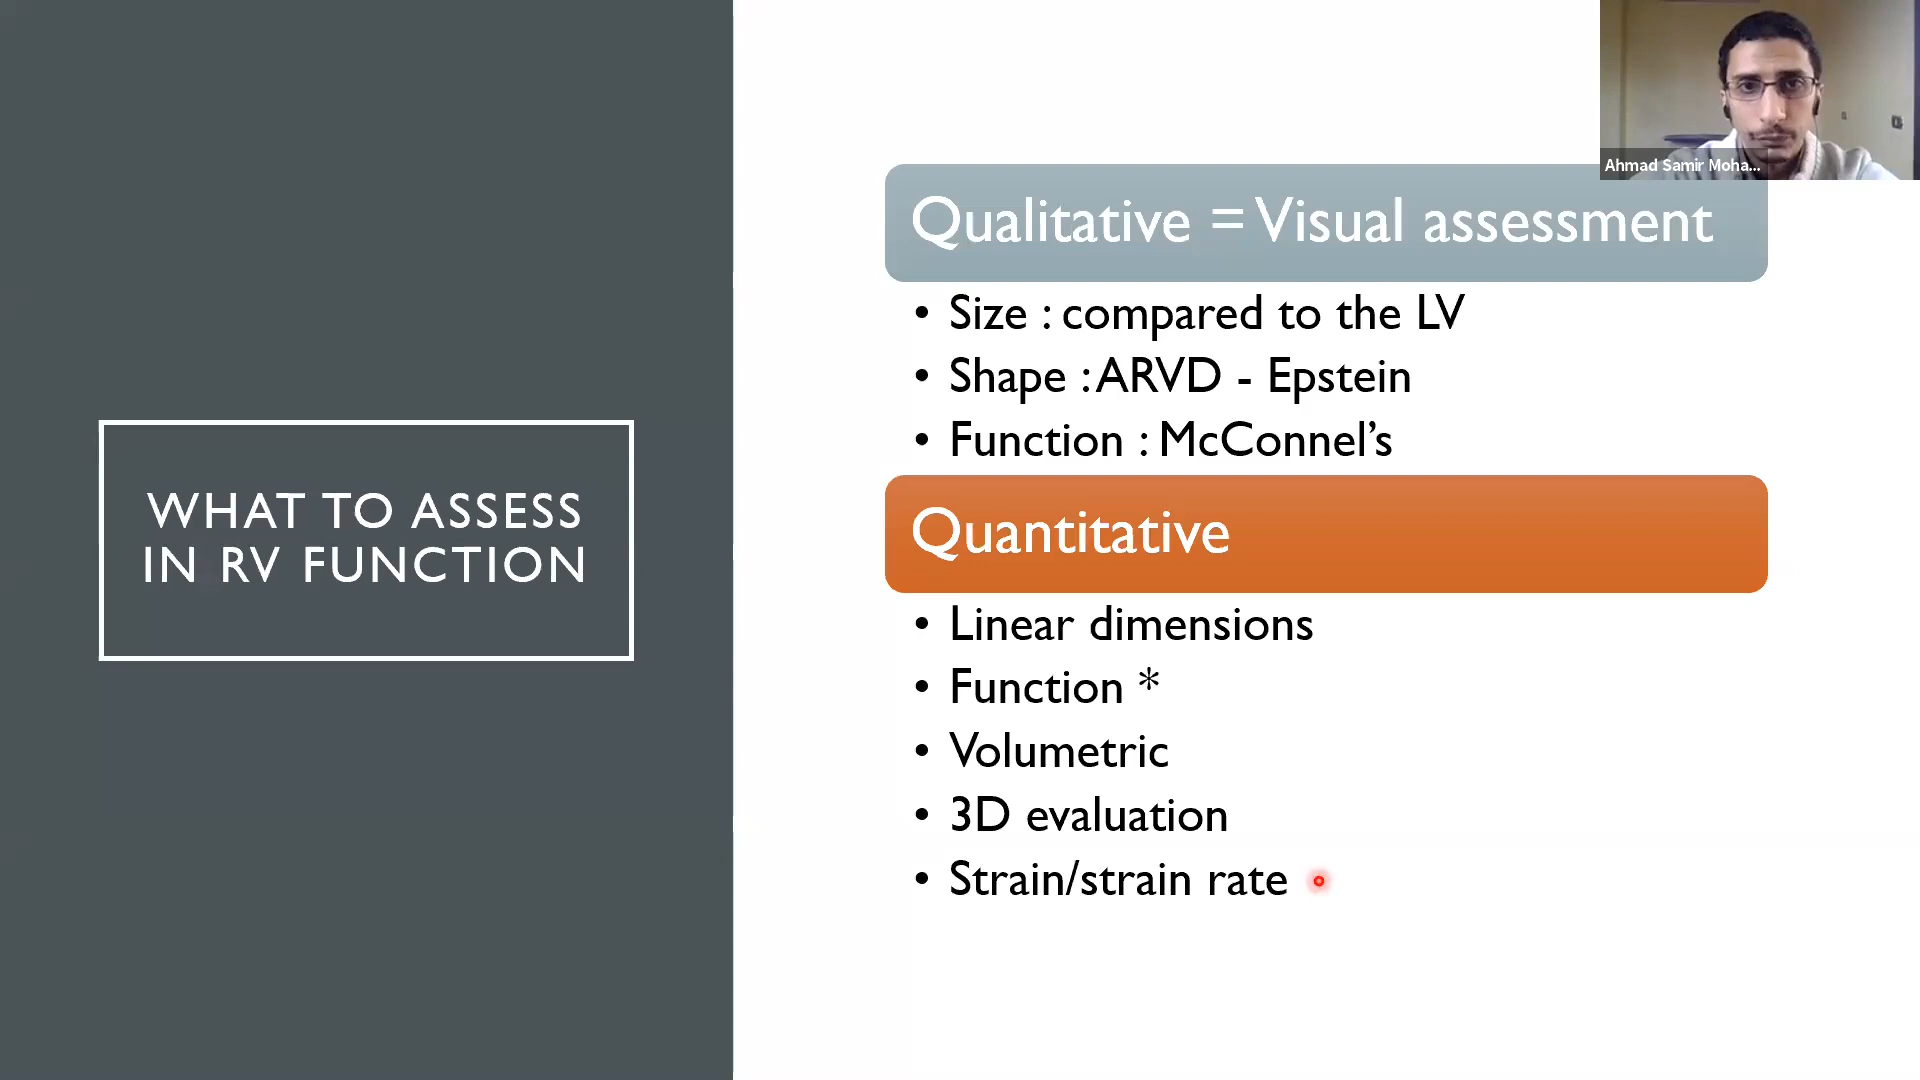 WHAT TO ASSESS
IN RV FUNCTION
Ahmad Samir Moha...
Qualitative = Visual assessment
• Size : compared to the LV
• Shape : ARVD - Epstein
• Function : McConnel’s
Quantitative
• Linear dimensions
• Function *
• Volumetric
• 3D evaluation
• Strain/strain rate